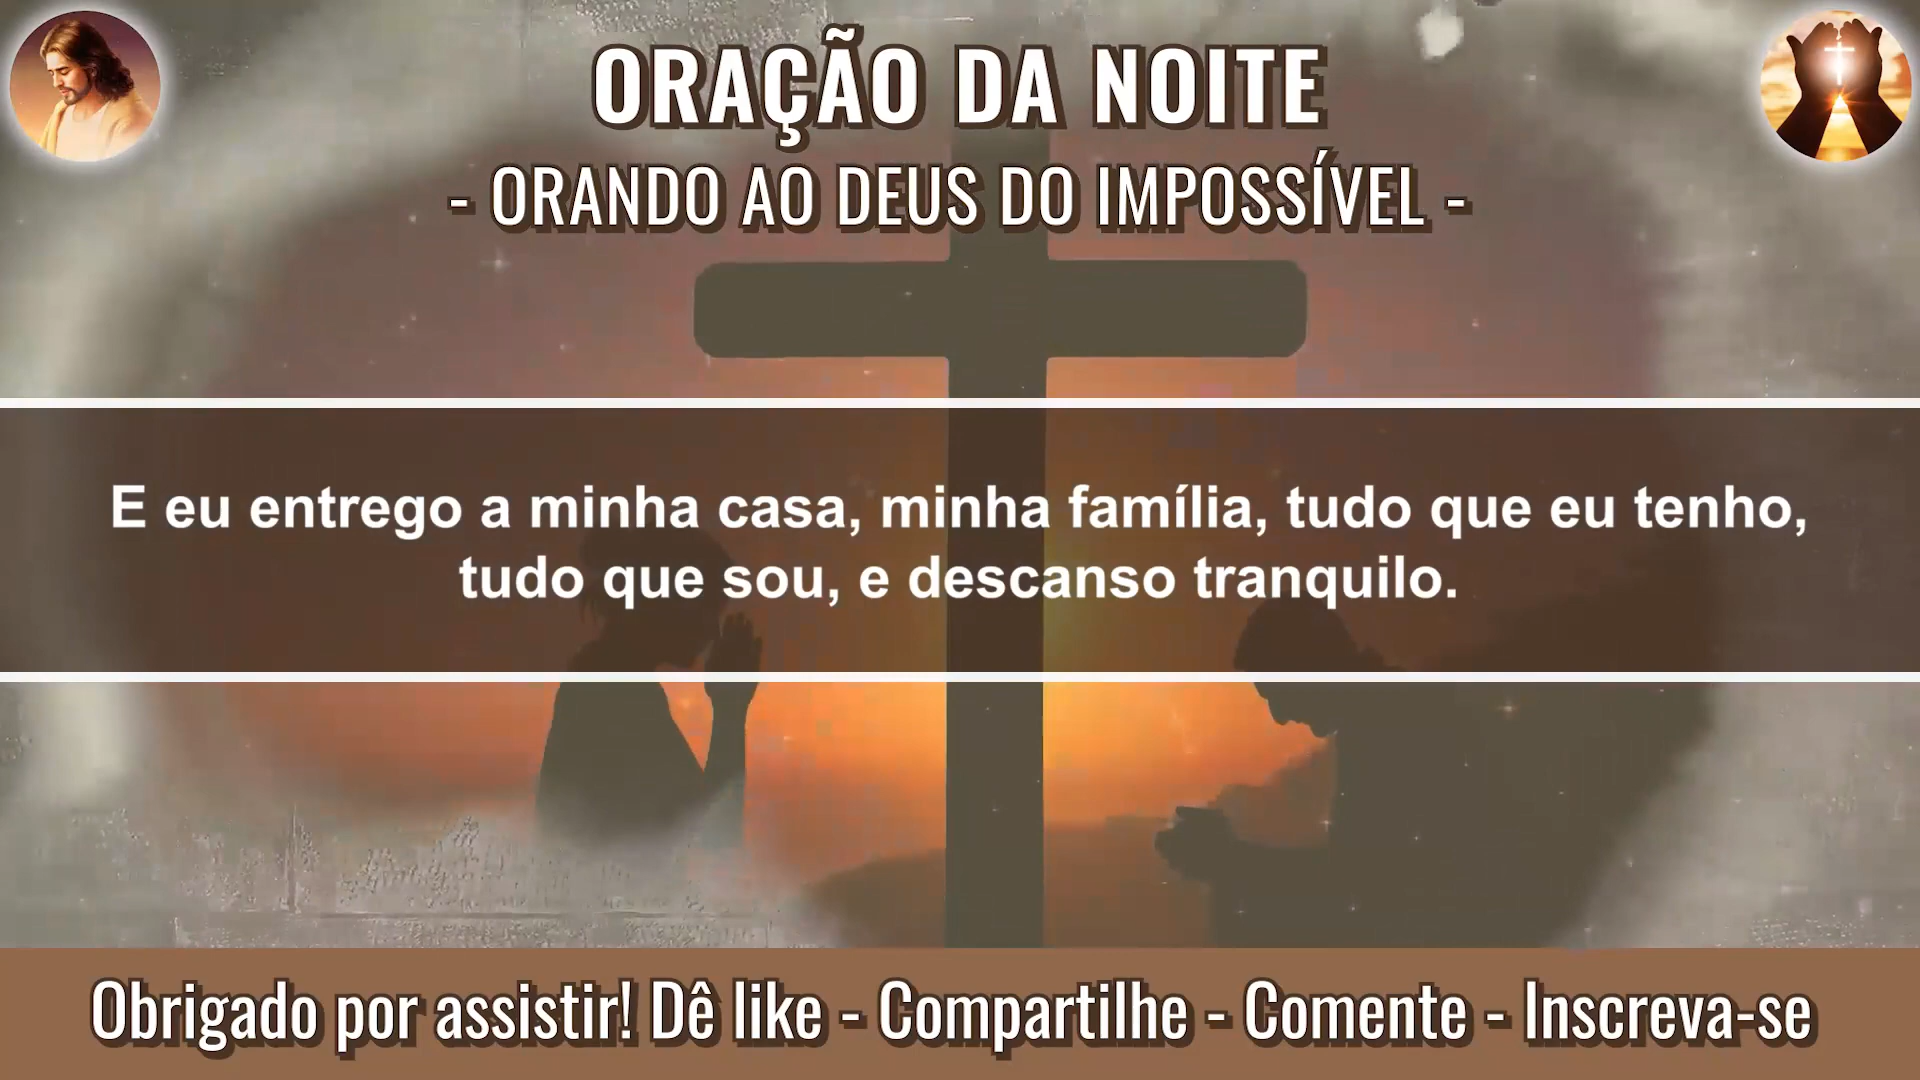 ORAÇÃO DA NOITE
- ORANDO AO DEUS DO IMPOSSÍVEL -
E eu entrego a minha casa, minha família, tudo que eu tenho,
tudo que sou, e descanso tranquilo.
Obrigado por assistir! Dê like - Compartilhe - Comente - Inscreva-se